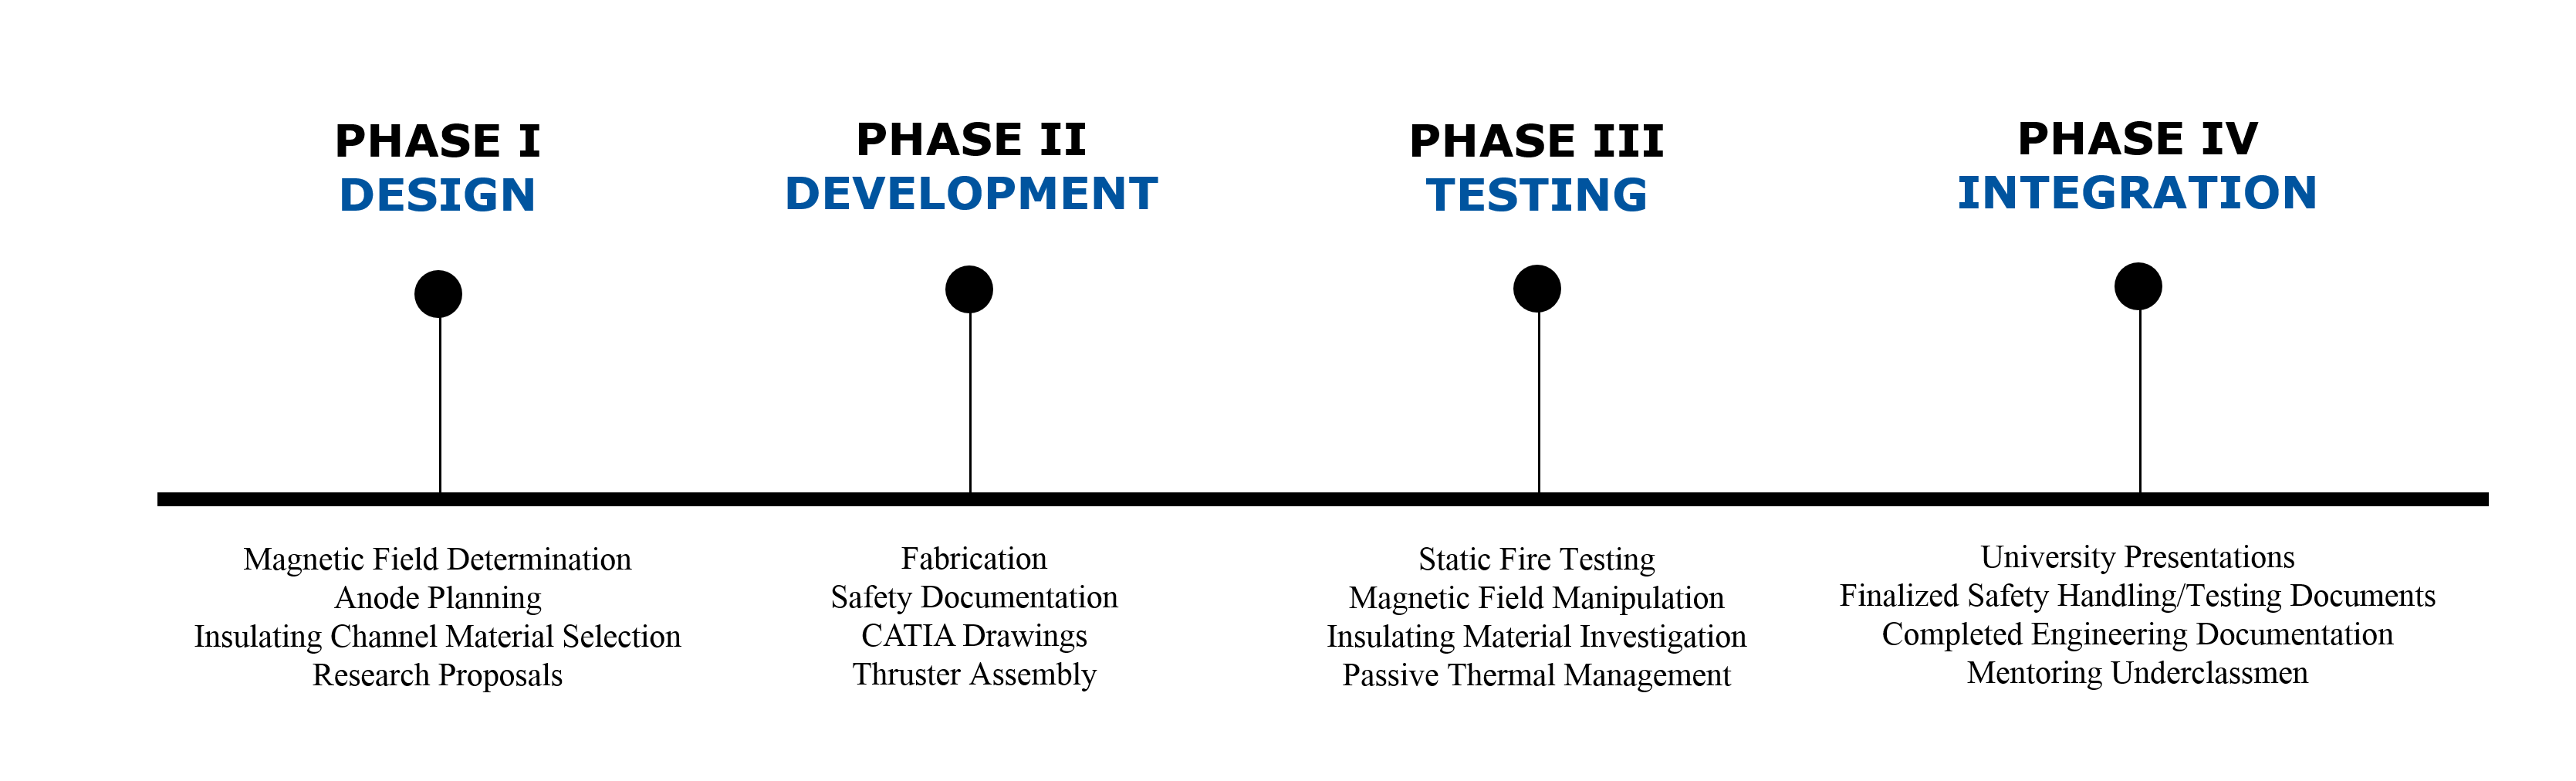 PHASE I
DESIGN
Magnetic Field Determination
Anode Planning
Insulating Channel Material Selection
Research Proposals
PHASE II
DEVELOPMENT
Fabrication
Safety Documentation
CATIA Drawings
Thruster Assembly
PHASE III
TESTING
Static Fire Testing
Magnetic Field Manipulation
Insulating Material Investigation
Passive Thermal Management
PHASE IV
INTEGRATION
University Presentations
Finalized Safety Handling/Testing Documents
Completed Engineering Documentation
Mentoring Underclassmen